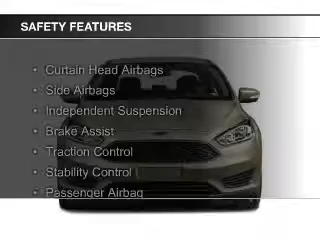 SAFETY FEATURES
• Curtain Head Airbags
• Side Airbags
• Independent Suspension
• Brake Assist
• Traction Control
• Stability Control
• Passenger Airbag